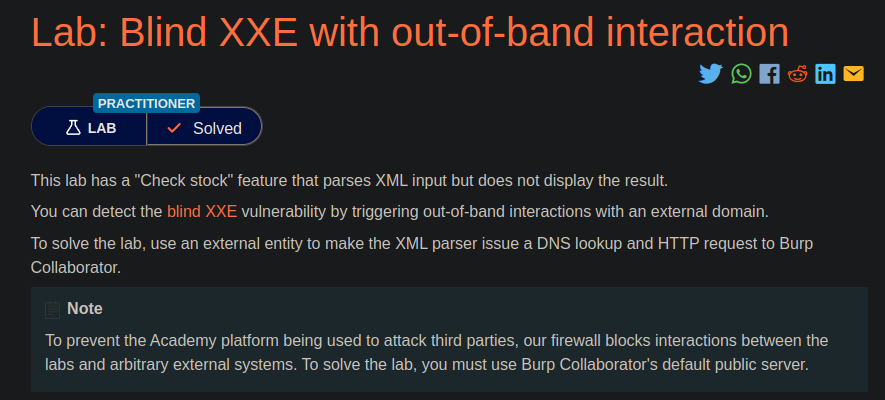 Lab: Blind XXE with out-of-band interaction
PRACTITIONER
LAB
Solved
This lab has a "Check stock" feature that parses XML input but does not display the result.
You can detect the blind XXE vulnerability by triggering out-of-band interactions with an external domain.
To solve the lab, use an external entity to make the XML parser issue a DNS lookup and HTTP request to Burp
Collaborator.
Note
To prevent the Academy platform being used to attack third parties, our firewall blocks interactions between the
labs and arbitrary external systems. To solve the lab, you must use Burp Collaborator's default public server.